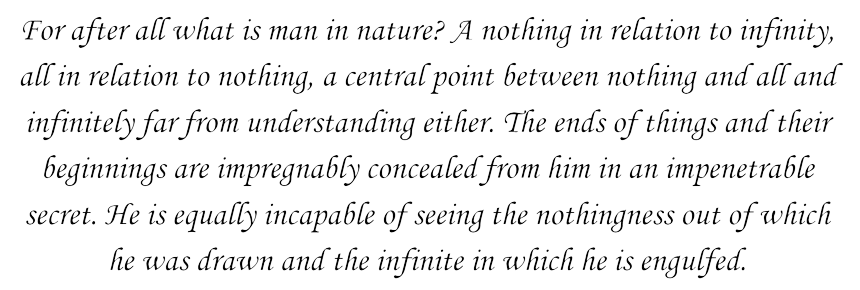 For after all what is man in nature? A nothing in relation to infinity,
all in relation to nothing, a central point between nothing and all and
infinitely far from understanding either. The ends of things and their
beginnings are impregnably concealed from him in an impenetrable
secret. He is equally incapable of seeing the nothingness out of which
he was drawn and the infinite in which he is engulfed.